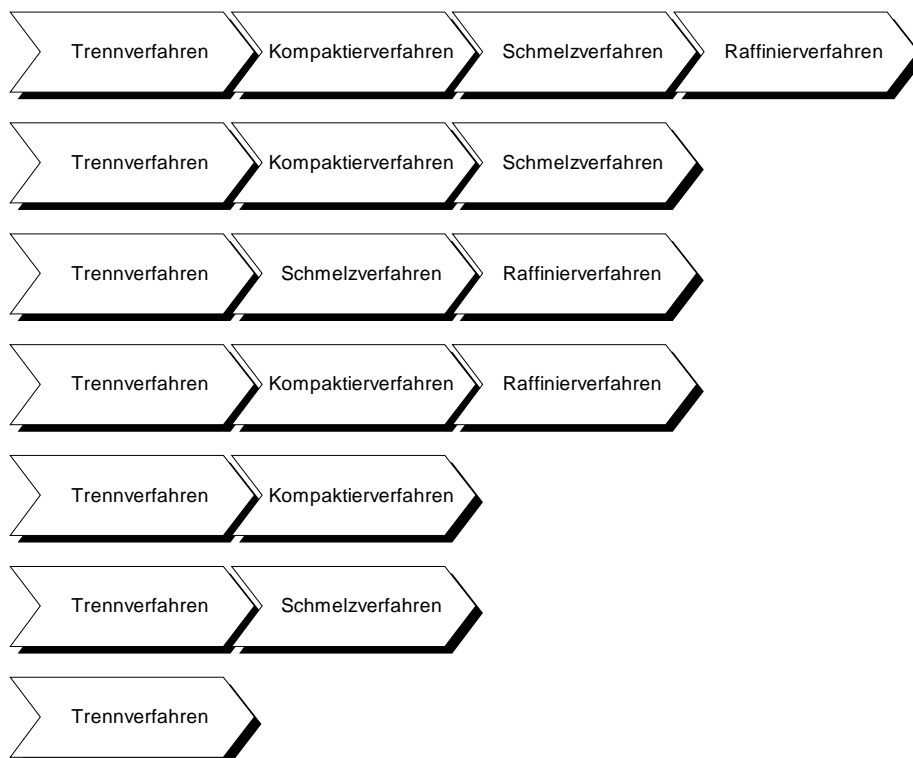 Trennverfahren Kompaktierverfahren Schmelzverfahren Raffinierverfahren
Trennverfahren Kompaktierverfahren Schmelzverfahren
Trennverfahren Schmelzverfahren Raffinierverfahren
Trennverfahren Kompaktierverfahren Raffinierverfahren
Trennverfahren Kompaktierverfahren
Trennverfahren Schmelzverfahren
Trennverfahren